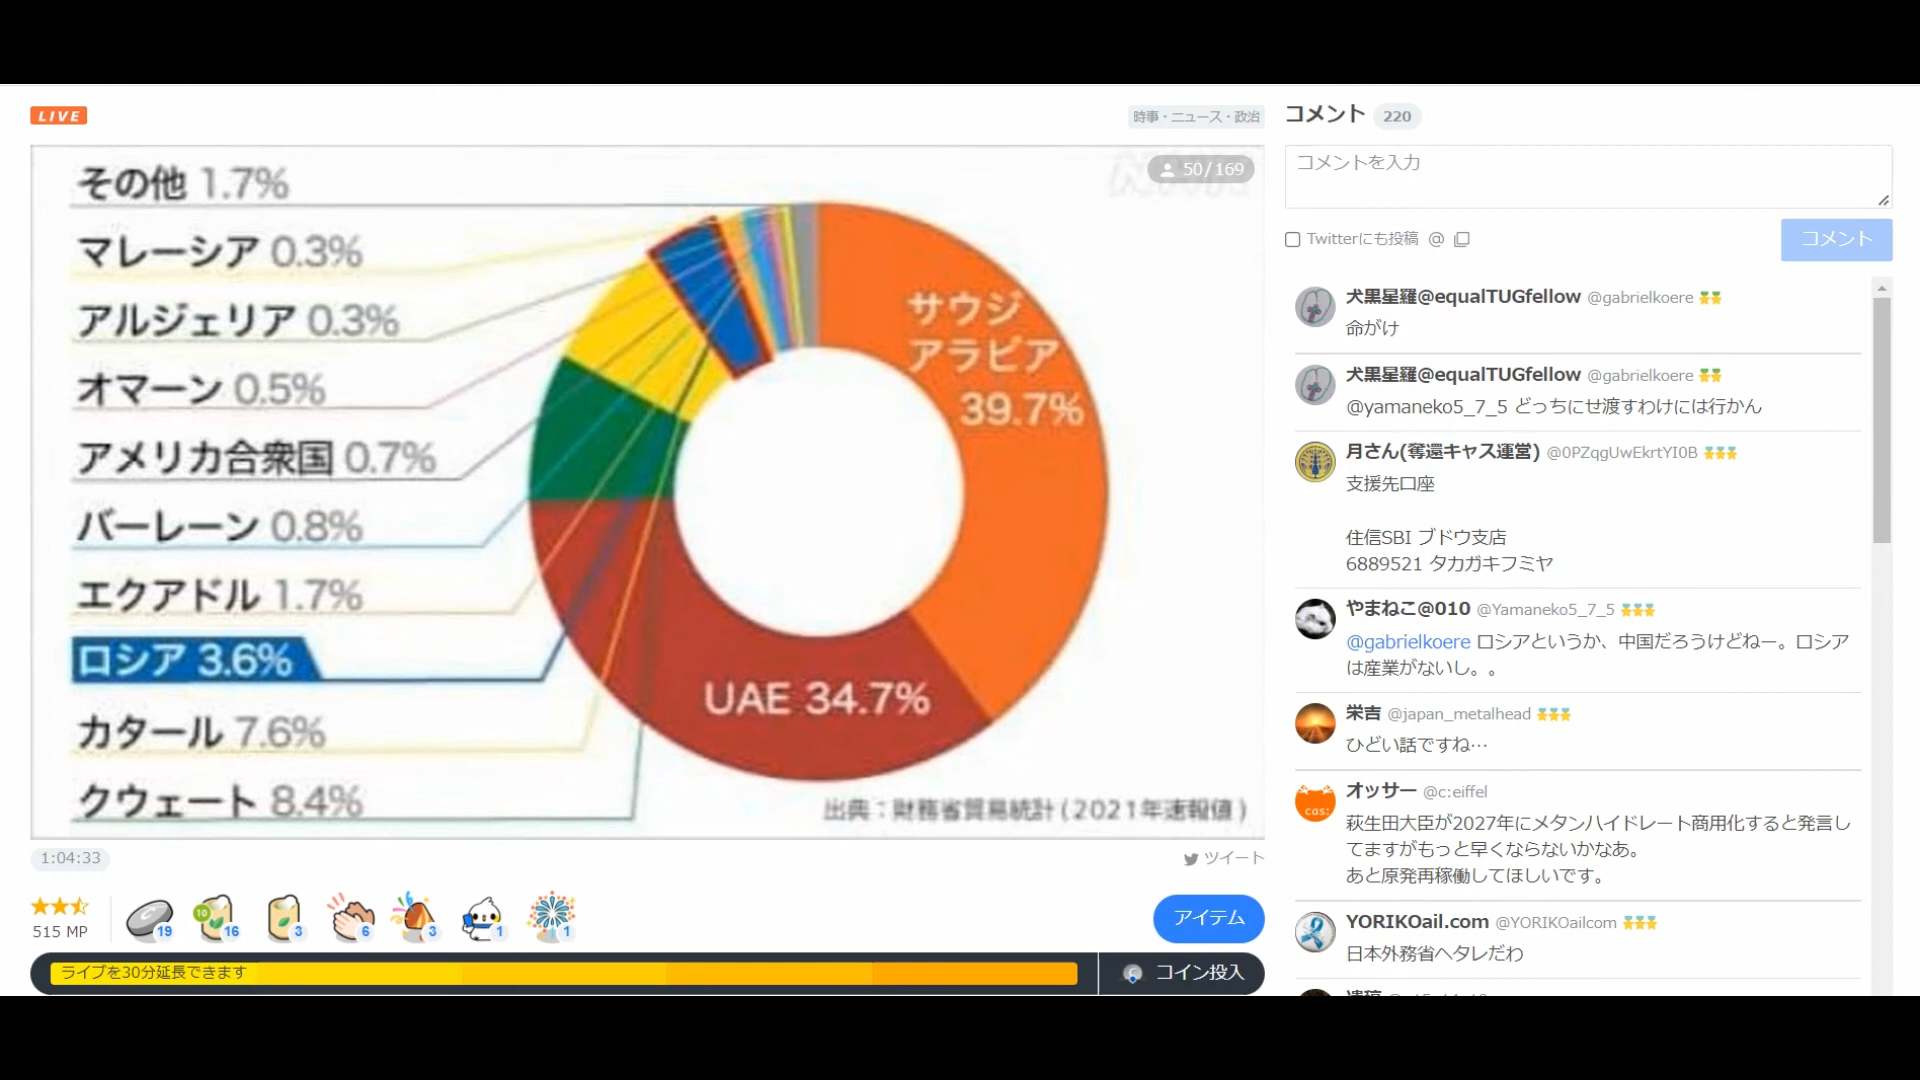 LIVE
時事・ニュース・政治
50/169
その他 1.7%
マレーシア 0.3%
アルジェリア 0.3%
オマーン 0.5%
アメリカ合衆国 0.7%
バーレーン 0.8%
エクアドル 1.7%
ロシア 3.6%
カタール 7.6%
クウェート 8.4%
サウジ
アラビア
39.7%
UAE 34.7%
出典：財務省貿易統計(2021年速報値)
1:04:33
ツイート
515 MP
19
10
16
3
6
3
1
1
アイテム
ライブを30分延長できます
コイン投入
コメント 220
コメントを入力
Twitterにも投稿 @
コメント
犬黒星羅@equalTUGfellow @gabrielkoere
命がけ
犬黒星羅@equalTUGfellow @gabrielkoere
@yamaneko5_7_5 どっちにせ渡すわけには行かん
月さん(奪還キャス運営) @0PZqgUwEkrtYI0B
支援先口座
住信SBI ブドウ支店
6889521 タカガキフミヤ
やまねこ@010 @Yamaneko5_7_5
@gabrielkoere ロシアというか、中国だろうけどねー。ロシア
は産業がないし。。
栄吉 @japan_metalhead
ひどい話ですね…
オッサー @c:eiffel
cas:
萩生田大臣が2027年にメタンハイドレート商用化すると発言し
てますがもっと早くならないかなあ。
あと原発再稼働してほしいです。
YORIKOail.com @YORIKOailcom
日本外務省ヘタレだわ